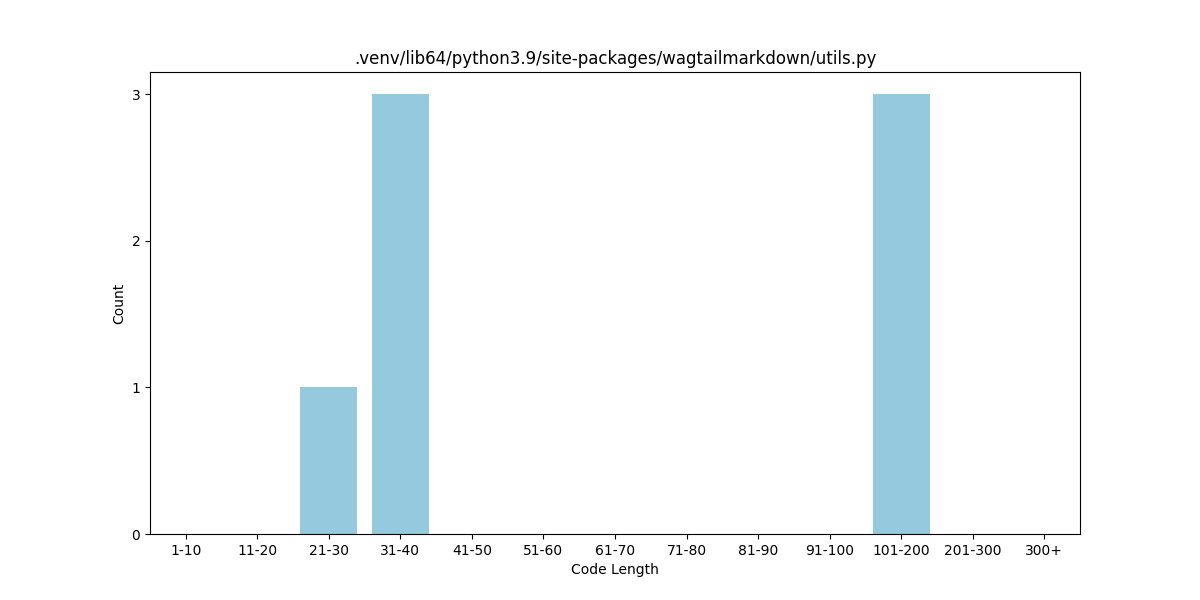 .venv/lib64/python3.9/site-packages/wagtailmarkdown/utils.py
3
2
1
0
Count
1-10 11-20 21-30 31-40 41-50 51-60 61-70 71-80 81-90 91-100 101-200 201-300 300+
Code Length